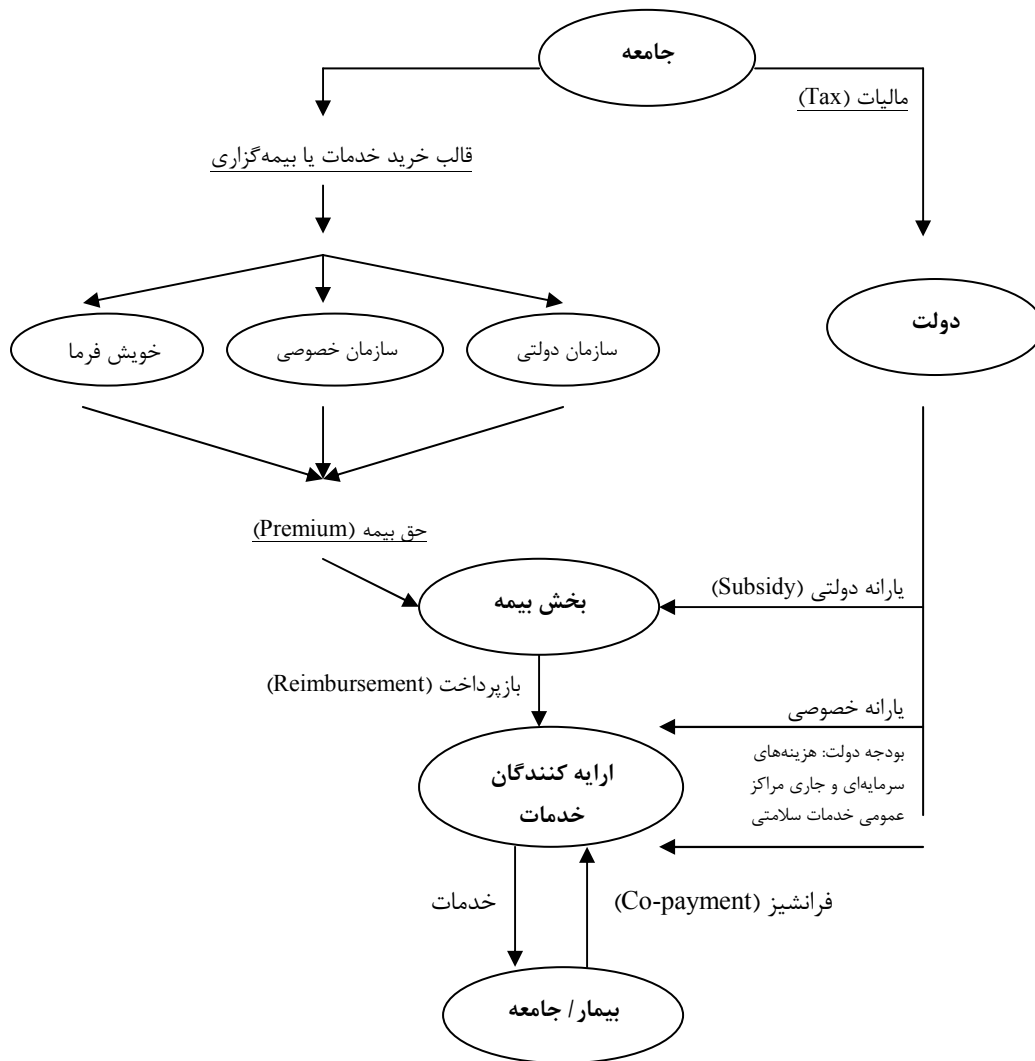 جامعه
مالیات (Tax)
قالب خرید خدمات یا بیمه‌گزاری
دولت
سازمان دولتی
سازمان خصوصی
خویش فرما
حق بیمه (Premium)
یارانه دولتی (Subsidy)
بخش بیمه
بازپرداخت (Reimbursement)
یارانه خصوصی
بودجه دولت: هزینه‌های
سرمایه‌ای و جاری مراکز
عمومی خدمات سلامتی
ارایه کنندگان
خدمات
فرانشیز (Co-payment)
خدمات
بیمار/ جامعه